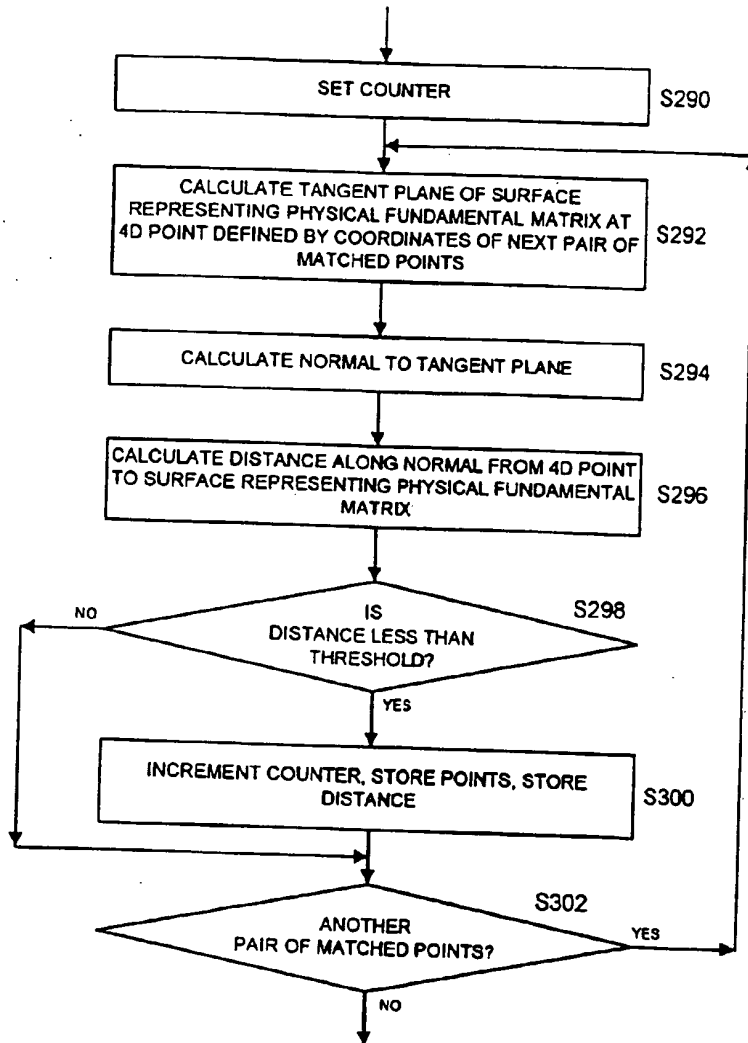 SET COUNTER
S290
CALCULATE TANGENT PLANE OF SURFACE
REPRESENTING PHYSICAL FUNDAMENTAL MATRIX AT
4D POINT DEFINED BY COORDINATES OF NEXT PAIR OF
MATCHED POINTS
S292
CALCULATE NORMAL TO TANGENT PLANE
S294
CALCULATE DISTANCE ALONG NORMAL FROM 4D POINT
TO SURFACE REPRESENTING PHYSICAL FUNDAMENTAL
MATRIX
S296
NO
IS
DISTANCE LESS THAN
THRESHOLD?
S298
YES
INCREMENT COUNTER, STORE POINTS, STORE
DISTANCE
S300
S302
ANOTHER
PAIR OF MATCHED POINTS?
YES
NO